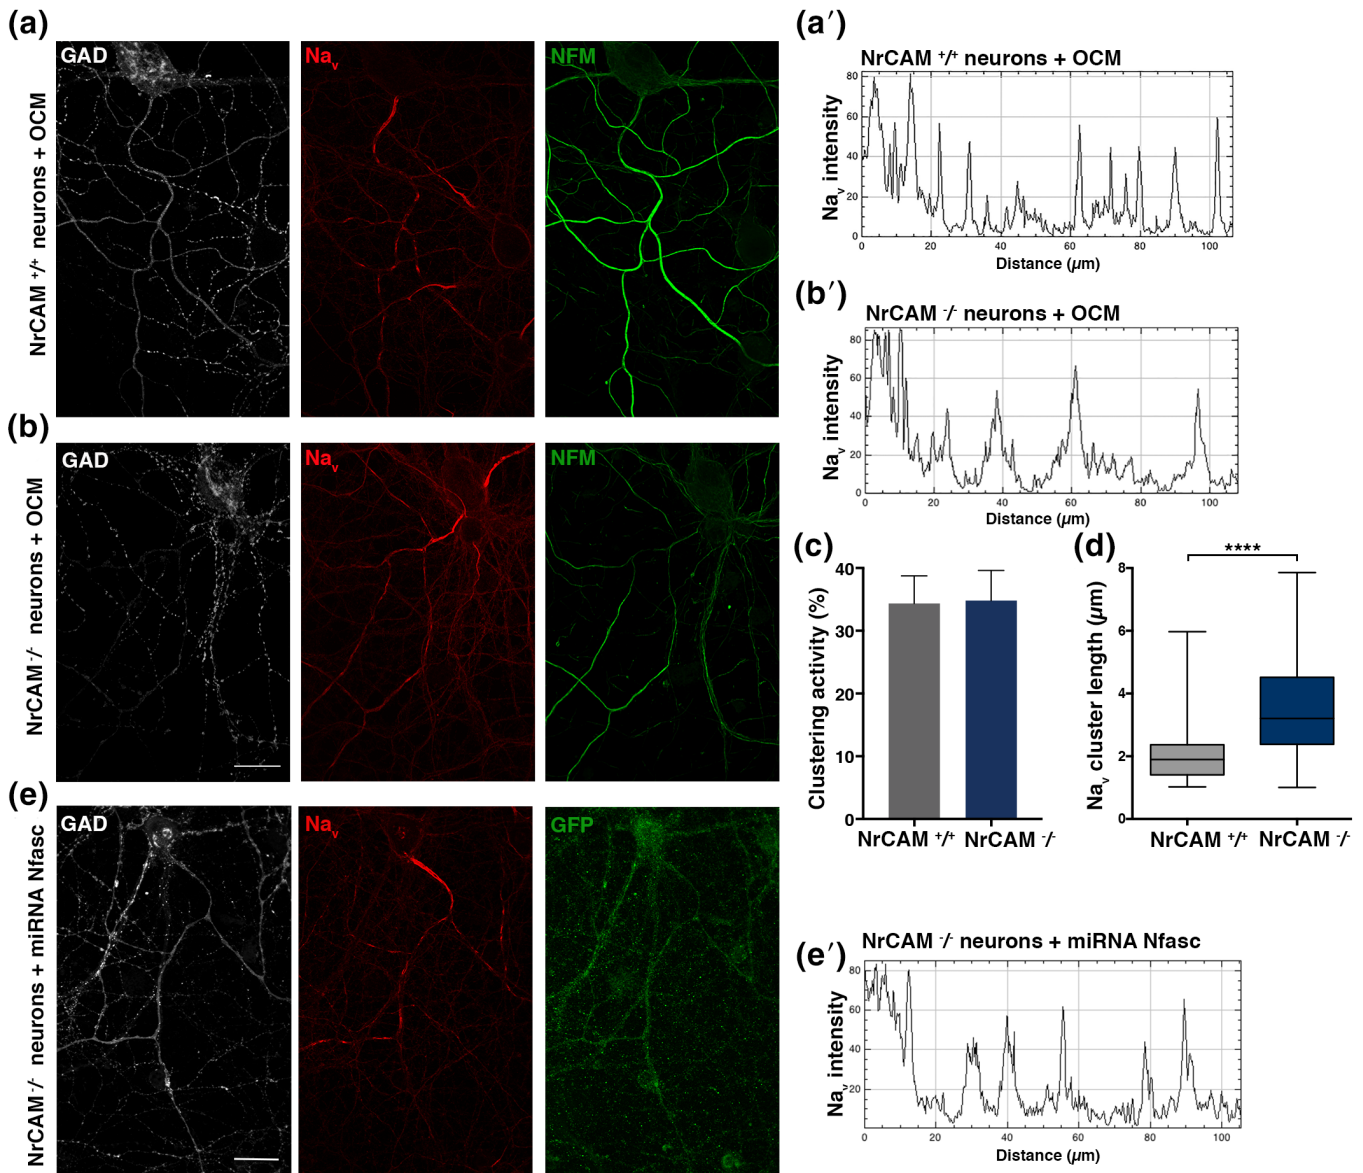 (a)
NrCAM +/+ neurons + OCM
GAD
Nav
NFM
(a′)
NrCAM +/+ neurons + OCM
Nav intensity
80
60
40
20
0
0 20 40 60 80 100
Distance (µm)
(b)
NrCAM -/- neurons + OCM
GAD
Nav
NFM
(b′)
NrCAM -/- neurons + OCM
Nav intensity
80
60
40
20
0
0 20 40 60 80 100
Distance (µm)
(c)
Clustering activity (%)
40
30
20
10
0
NrCAM +/+ NrCAM -/-
(d)
****
Nav cluster length (µm)
8
6
4
2
0
NrCAM +/+ NrCAM -/-
(e)
NrCAM -/- neurons + miRNA Nfasc
GAD
Nav
GFP
(e′)
NrCAM -/- neurons + miRNA Nfasc
Nav intensity
80
60
40
20
0 20 40 60 80 100
Distance (µm)